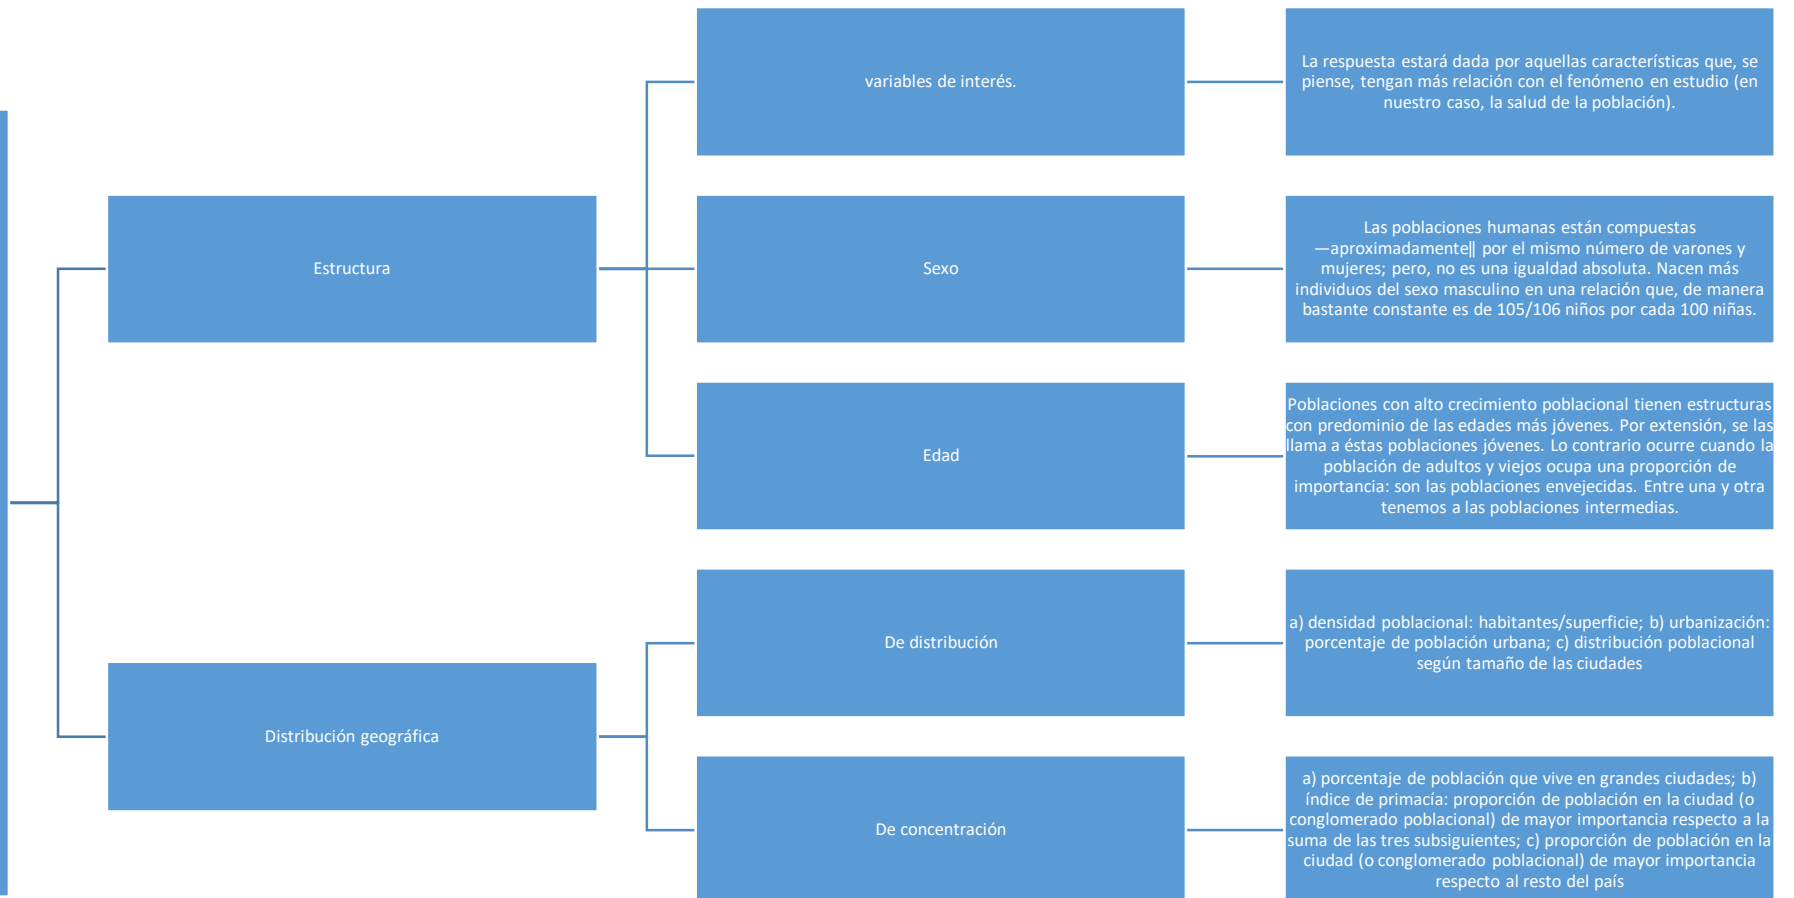 variables de interés.
La respuesta estará dada por aquellas características que, se
piense, tengan más relación con el fenómeno en estudio (en
nuestro caso, la salud de la población).
Estructura
Sexo
Las poblaciones humanas están compuestas
―aproximadamente‖ por el mismo número de varones y
mujeres; pero, no es una igualdad absoluta. Nacen más
individuos del sexo masculino en una relación que, de manera
bastante constante es de 105/106 niños por cada 100 niñas.
Edad
Poblaciones con alto crecimiento poblacional tienen estructuras
con predominio de las edades más jóvenes. Por extensión, se las
llama a éstas poblaciones jóvenes. Lo contrario ocurre cuando la
población de adultos y viejos ocupa una proporción de
importancia: son las poblaciones envejecidas. Entre una y otra
tenemos a las poblaciones intermedias.
Distribución geográfica
De distribución
a) densidad poblacional: habitantes/superficie; b) urbanización:
porcentaje de población urbana; c) distribución poblacional
según tamaño de las ciudades
De concentración
a) porcentaje de población que vive en grandes ciudades; b)
índice de primacía: proporción de población en la ciudad (o
conglomerado poblacional) de mayor importancia respecto a la
suma de las tres subsiguientes; c) proporción de población en la
ciudad (o conglomerado poblacional) de mayor importancia
respecto al resto del país